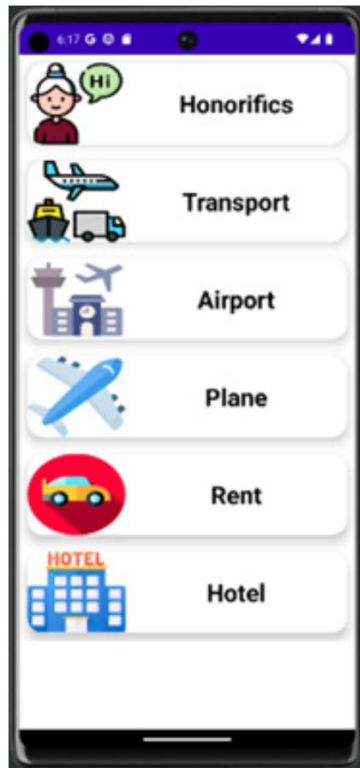 6:17 G
Hi
Honorifics
Transport
Airport
Plane
Rent
HOTEL
Hotel